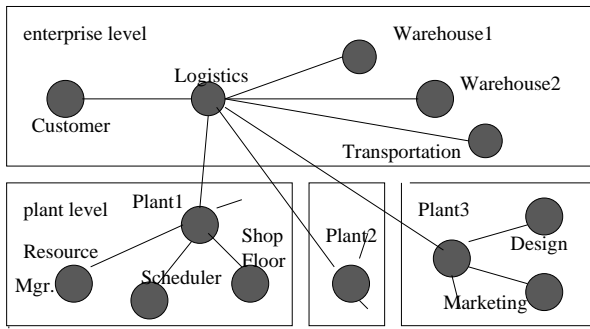 enterprise level
Warehouse1
Logistics
Warehouse2
Customer
Transportation
plant level
Plant1
Plant2
Plant3
Resource
Mgr.
Scheduler
Shop
Floor
Design
Marketing